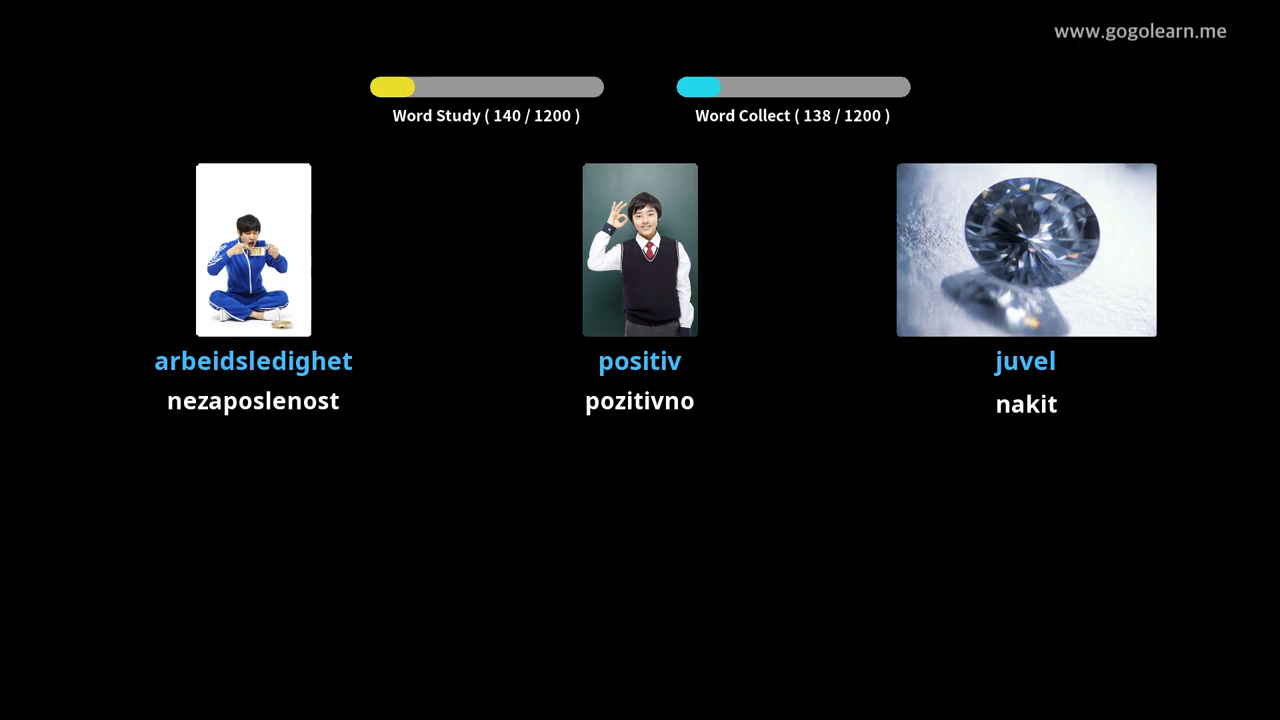 www.gogolearn.me
Word Study ( 140 / 1200 )
Word Collect ( 138 / 1200 )
arbeidsledighet
positiv
juvel
nezaposlenost
pozitivno
nakit